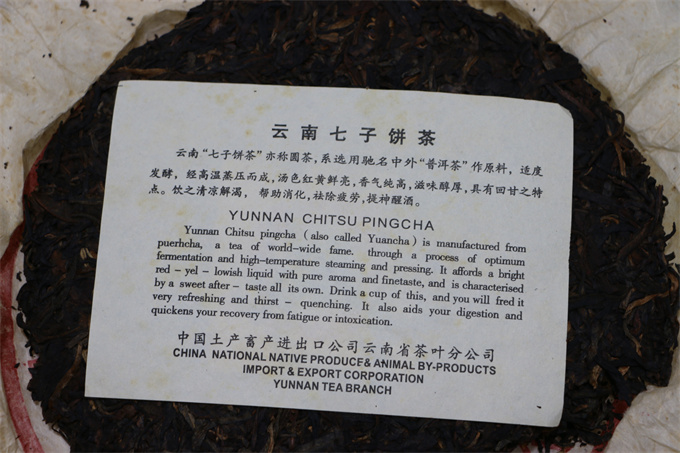 云南七子饼茶
云南“七子饼茶”亦称圆茶，系选用驰名中外“普洱茶”作原料，适度
发酵，经高温蒸压而成，汤色红黄鲜亮，香气纯高，滋味醇厚，具有回甘之特
点。饮之清凉解渴，帮助消化，祛除疲劳，提神醒酒。
YUNNAN CHITSU PINGCHA
Yunnan Chitsu pingcha (also called Yuancha) is manufactured from
puerhcha, a tea of world-wide fame. through a process of optimum
fermentation and high-temperature steaming and pressing. It affords a bright
red – yel – lowish liquid with pure aroma and finetaste, and is characterised
by a sweet after – taste all its own. Drink a cup of this, and you will fred it
very refreshing and thirst – quenching. It also aids your digestion and
quickens your recovery from fatigue or intoxication.
中国土产畜产进出口公司云南省茶叶分公司
CHINA NATIONAL NATIVE PRODUCE& ANIMAL BY-PRODUCTS
IMPORT & EXPORT CORPORATION
YUNNAN TEA BRANCH